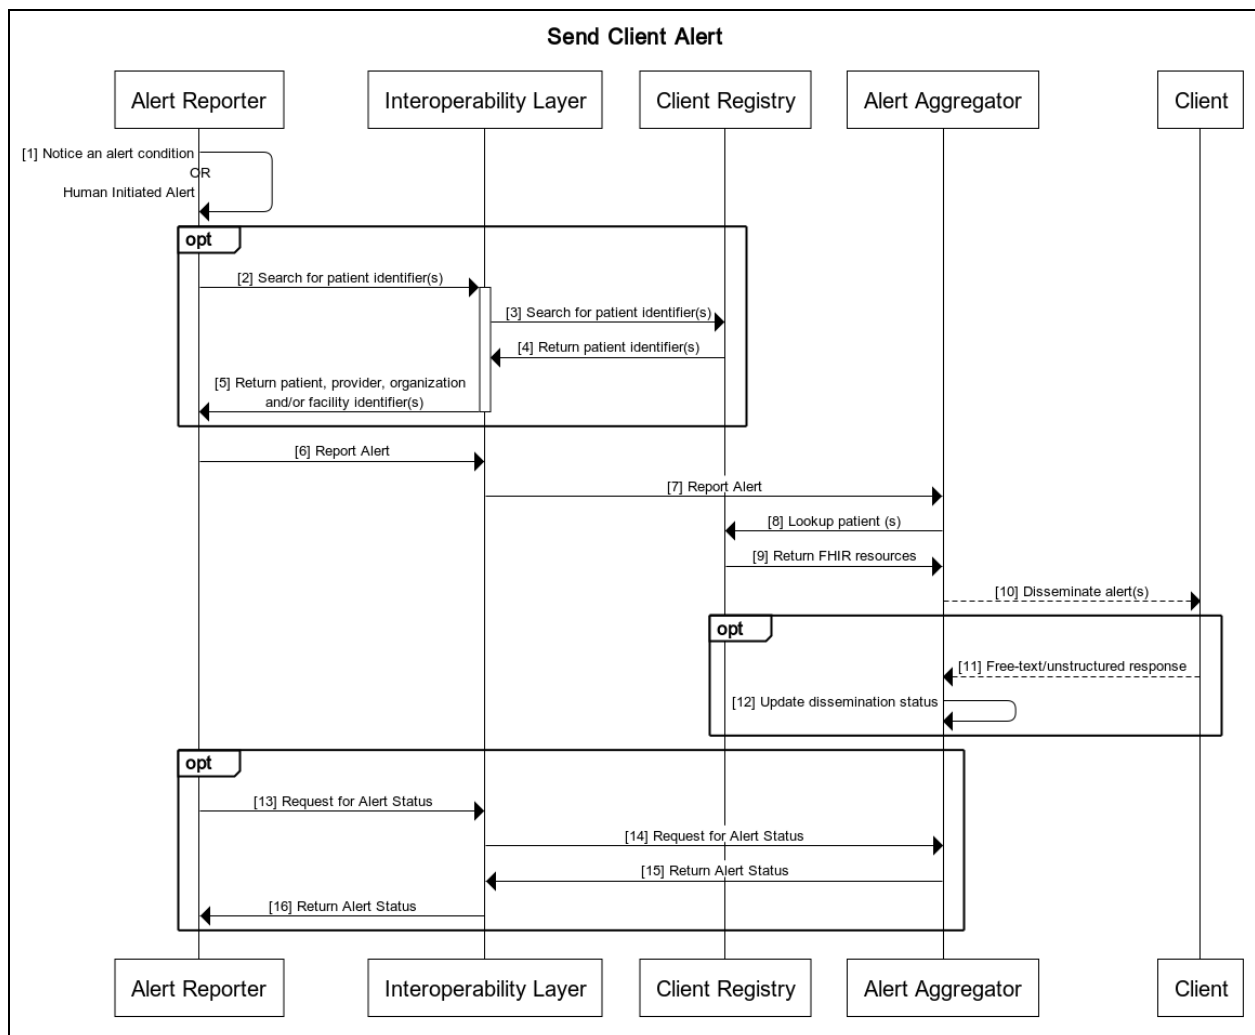 Send Client Alert
Alert Reporter
Interoperability Layer
Client Registry
Alert Aggregator
Client
[1] Notice an alert condition
OR
Human Initiated Alert
opt
[2] Search for patient identifier(s)
[3] Search for patient identifier(s)
[4] Return patient identifier(s)
[5] Return patient, provider, organization
and/or facility identifier(s)
[6] Report Alert
[7] Report Alert
[8] Lookup patient (s)
[9] Return FHIR resources
[10] Disseminate alert(s)
opt
[11] Free-text/unstructured response
[12] Update dissemination status
opt
[13] Request for Alert Status
[14] Request for Alert Status
[15] Return Alert Status
[16] Return Alert Status
Alert Reporter
Interoperability Layer
Client Registry
Alert Aggregator
Client